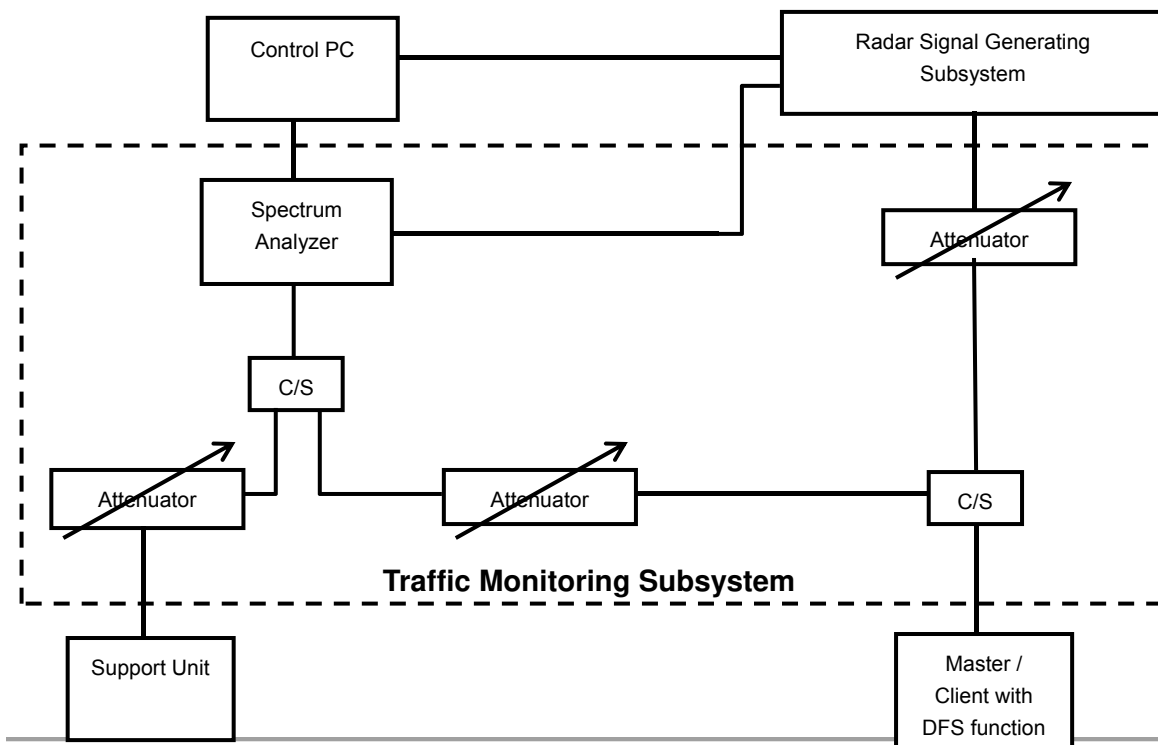 Control PC
Radar Signal Generating
Subsystem
Spectrum
Analyzer
Attenuator
C/S
Attenuator
Attenuator
C/S
Traffic Monitoring Subsystem
Support Unit
Master /
Client with
DFS function